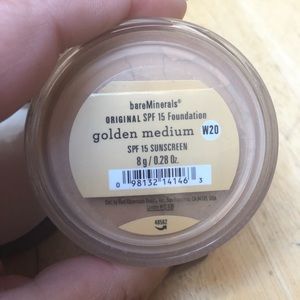 bareMinerals®
ORIGINAL SPF 15 Foundation
golden medium W20
SPF 15 SUNSCREEN
8 g / 0.28 Oz.
0 98132 14146 3
48562